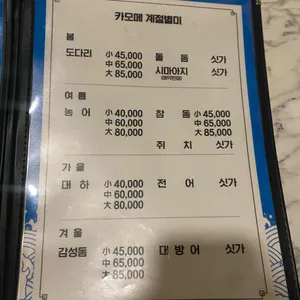 카모메 계절별미
봄
도다리 小 45,000 돌 돔 싯가
中 65,000 시마아지 싯가
大 85,000
여 름
농 어 小 40,000 참 돔 小 45,000
中 60,000 中 65,000
大 80,000 大 85,000
쥐 치 싯가
가 을
대 하 小 40,000 전 어 싯가
中 60,000
大 80,000
겨 울
감성돔 小 45,000 대 방 어 싯가
中 65,000
大 85,000